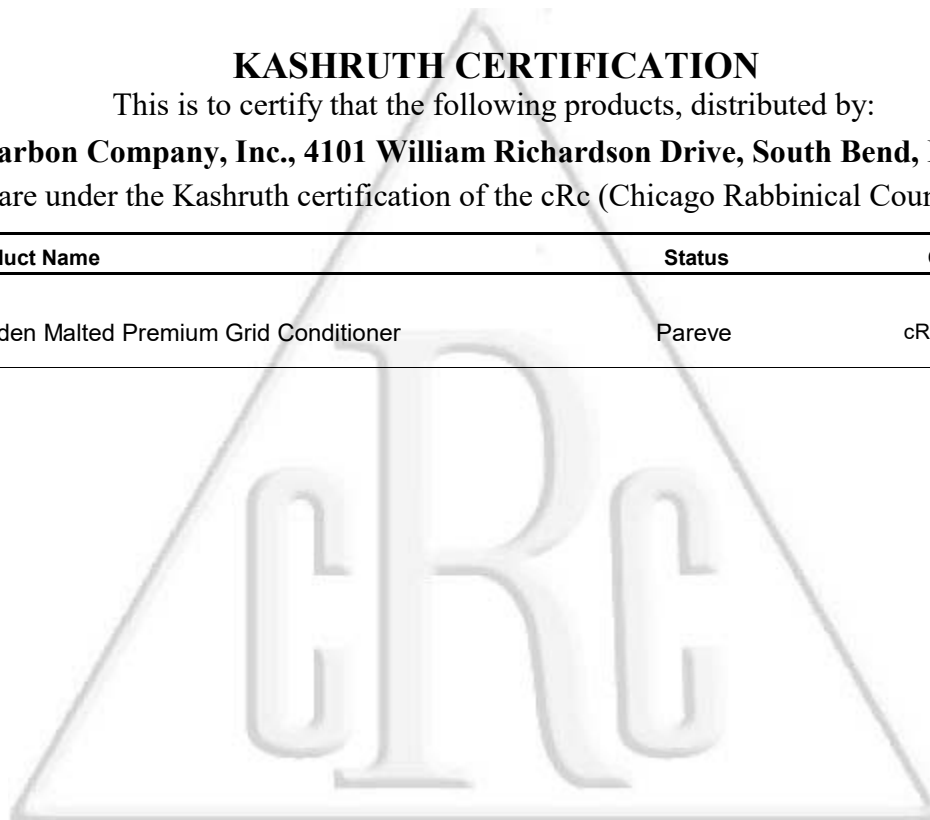 KASHRUTH CERTIFICATION
This is to certify that the following products, distributed by:
arbon Company, Inc., 4101 William Richardson Drive, South Bend,
are under the Kashruth certification of the cRc (Chicago Rabbinical Coun
luct Name Status
den Malted Premium Grid Conditioner Pareve cR
cRc